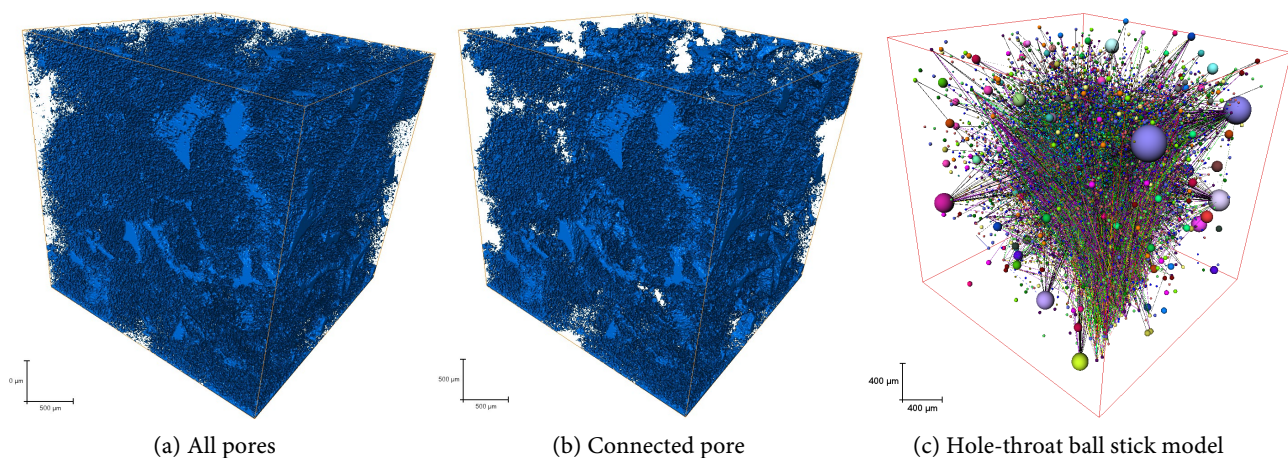 0 µm
500 µm
500 µm
500 µm
400 µm
400 µm
(a) All pores
(b) Connected pore
(c) Hole-throat ball stick model